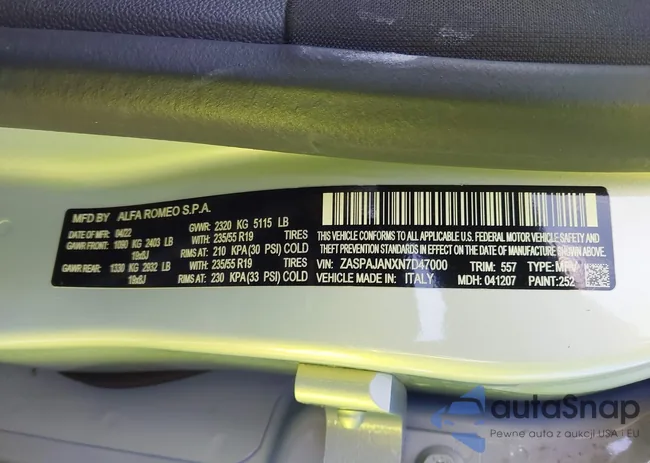 MFD BY ALFA ROMEO S.P.A.
DATE OF MFR: 04/22 GVWR: 2320 KG 5115 LB
GAWR FRONT: 1090 KG 2403 LB WITH 235/55 R19 TIRES
19x8J RIMS AT 210 KPA(30 PSI) COLD
GAWR REAR: 1330 KG 2932 LB WITH 235/55 R19 TIRES
19x8J RIMS AT: 230 KPA (33 PSI) COLD
THIS VEHICLE CONFORMS TO ALL APPLICABLE U.S. FEDERAL MOTOR VEHICLE SAFETY
AND THEFT PREVENTION STANDARDS IN EFFECT ON THE DATE OF MANUFACTURE SHOWN ABOVE.
VIN: ZASPAJANXN7D47000 TRIM: 557 TYPE: MPV
VEHICLE MADE IN: ITALY MDH: 041207 PAINT:252
autaSnap
Pewne auta z aukcji USA i EU